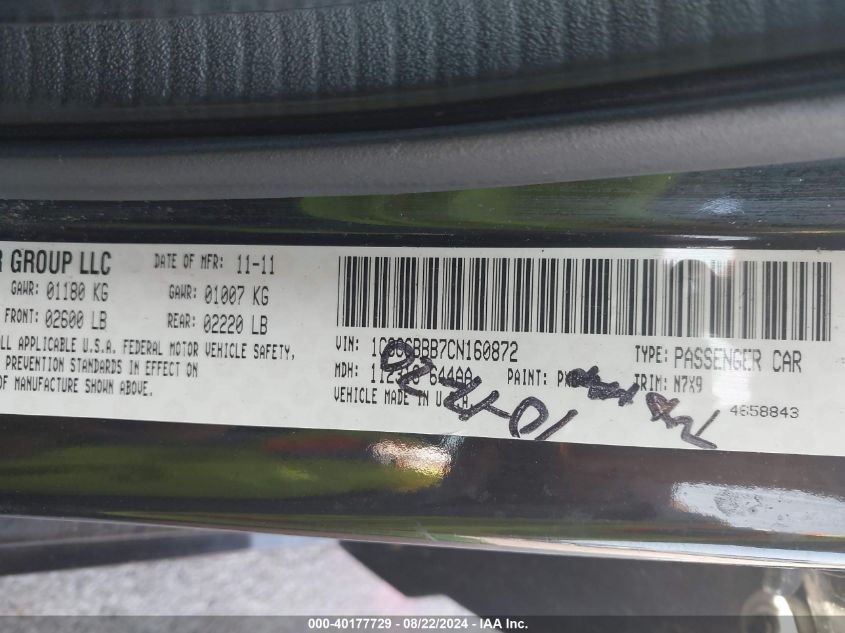 R GROUP LLC DATE OF MFR: 11-11
GAWR: 01180 KG GAWR: 01007 KG
FRONT: 02600 LB REAR: 02220 LB
ALL APPLICABLE U.S.A. FEDERAL MOTOR VEHICLE SAFETY,
PREVENTION STANDARDS IN EFFECT ON
OF MANUFACTURE SHOWN ABOVE.
VIN: TYPE: PASSENGER CAR
MDH: PAINT: TRIM: N7X9
VEHICLE MADE IN U.S.A. 4658843
000-40177729 - 08/22/2024 - IAA Inc.